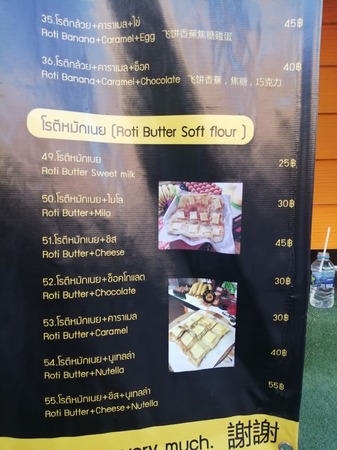 35.โรตีกล้วย+คาราเมล+ไข่ 45฿
Roti Banana+Caramel+Egg 飞饼香蕉焦糖雞蛋
36.โรตีกล้วย+คาราเมล+ช็อค 40฿
Roti Banana+Caramel+Chocolate 飞饼香蕉,焦糖,巧克力
โรตีหมักเนย (Roti Butter Soft flour )
49.โรตีหมักเนย 25฿
Roti Butter Sweet milk
50.โรตีหมักเนย+ไมโล 30฿
Roti Butter+Milo
51.โรตีหมักเนย+ชีส 45฿
Roti Butter+Cheese
52.โรตีหมักเนย+ช็อคโกแลต 30฿
Roti Butter+Chocolate
53.โรตีหมักเนย+คาราเมล 30฿
Roti Butter+Caramel
54.โรตีหมักเนย+นูเทลล่า 40฿
Roti Butter+Nutella
55.โรตีหมักเนย+ชีส+นูเทลล่า 55฿
Roti Butter+Cheese+Nutella
very much. 謝謝